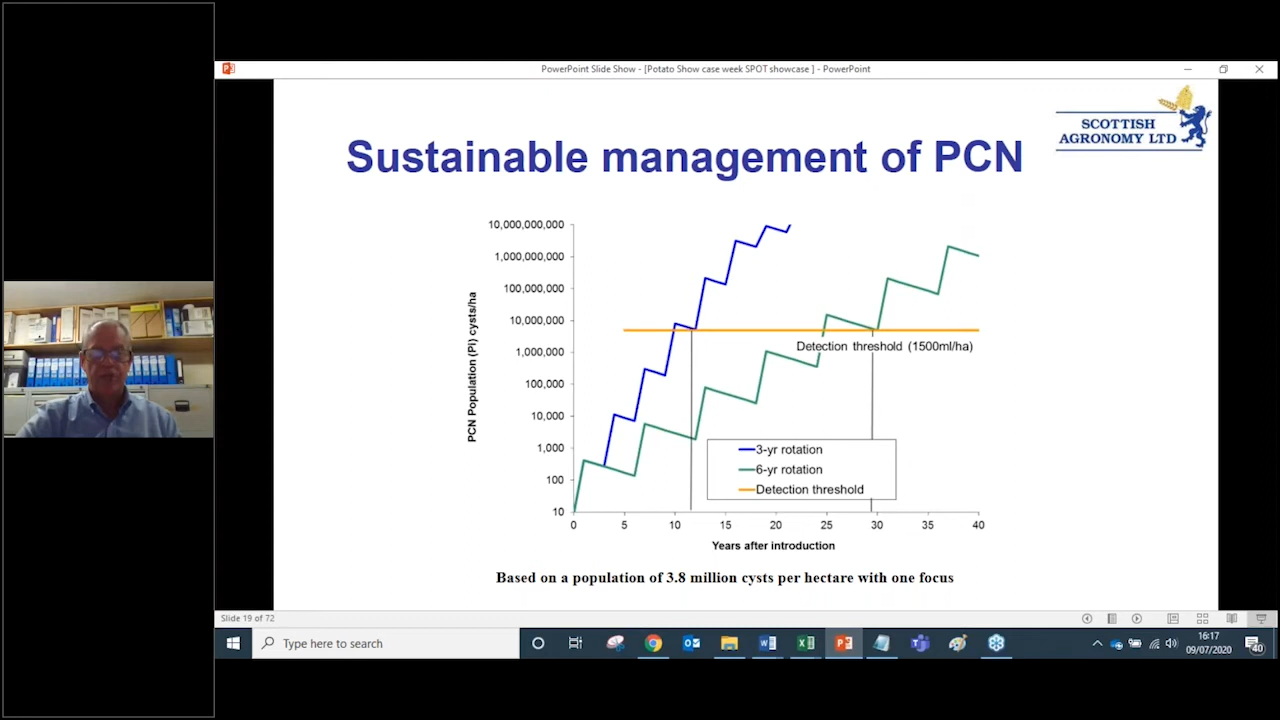 PowerPoint Slide Show - [Potato Show case week SPOT showcase ] - PowerPoint
SCOTTISH
AGRONOMY LTD
Sustainable management of PCN
PCN Population (Pi) cysts/ha
10,000,000,000
1,000,000,000
100,000,000
10,000,000
1,000,000
100,000
10,000
1,000
100
10
Detection threshold (1500ml/ha)
3-yr rotation
6-yr rotation
Detection threshold
0 5 10 15 20 25 30 35 40
Years after introduction
Based on a population of 3.8 million cysts per hectare with one focus
Slide 19 of 72
Type here to search
16:17
09/07/2020
40